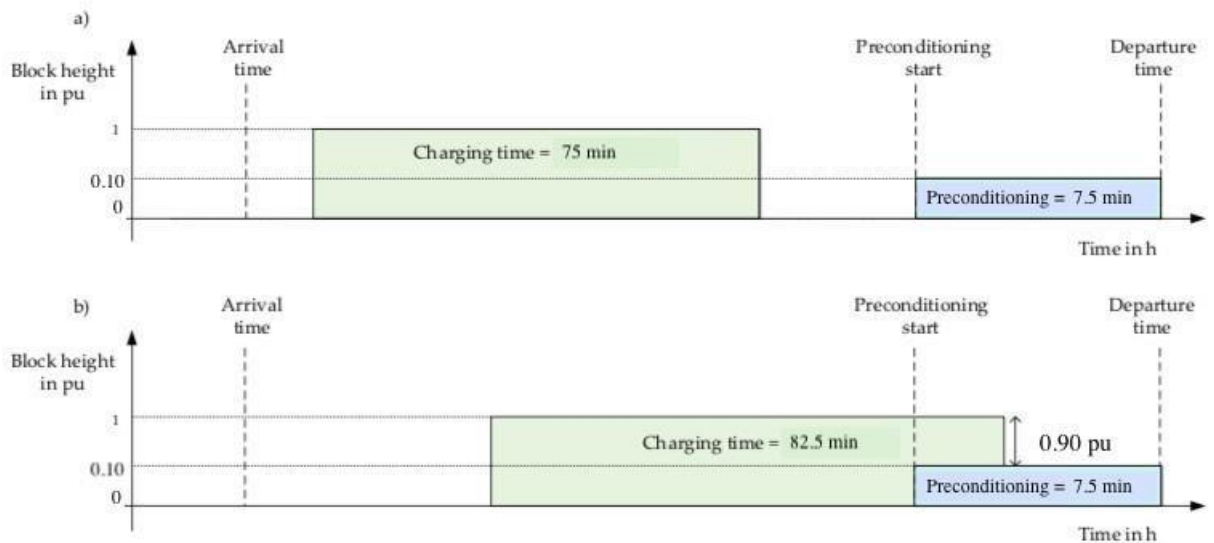 a)
Arrival
time
Preconditioning
start
Departure
time
Block height
in pu
1
Charging time = 75 min
0.10
Preconditioning = 7.5 min
0
Time in h
b)
Arrival
time
Preconditioning
start
Departure
time
Block height
in pu
1
Charging time = 82.5 min
0.90 pu
0.10
Preconditioning = 7.5 min
0
Time in h